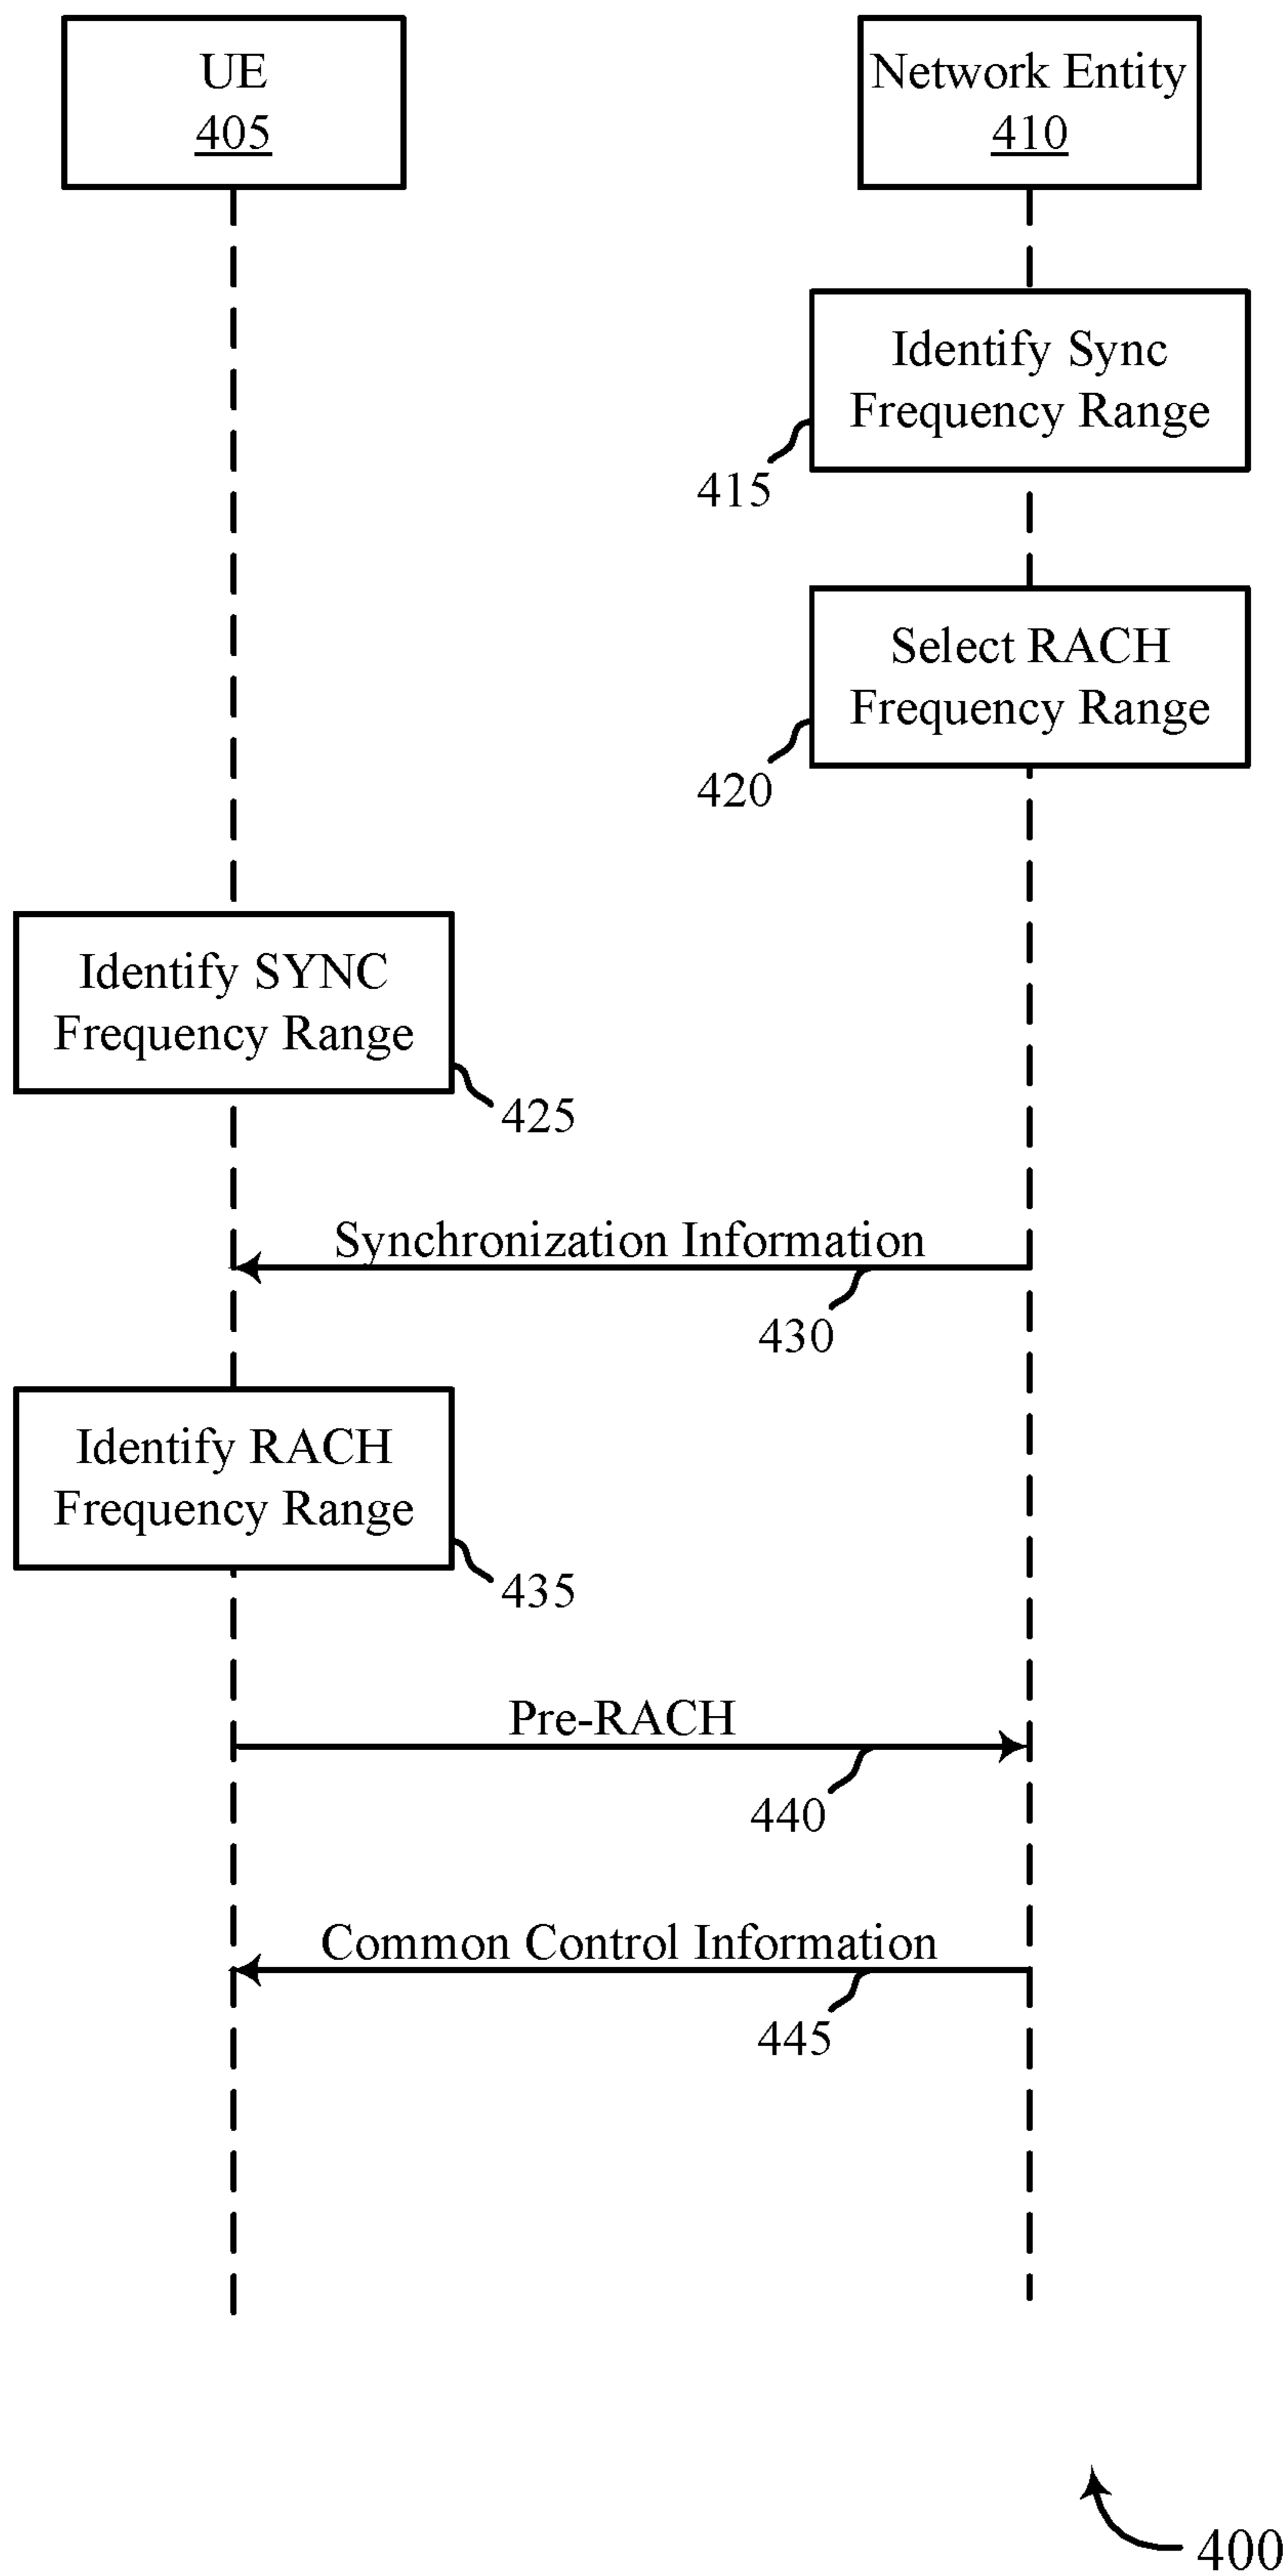 UE
405
Network Entity
410
Identify Sync
Frequency Range
415
Select RACH
Frequency Range
420
Identify SYNC
Frequency Range
425
Synchronization Information
430
Identify RACH
Frequency Range
435
Pre-RACH
440
Common Control Information
445
400